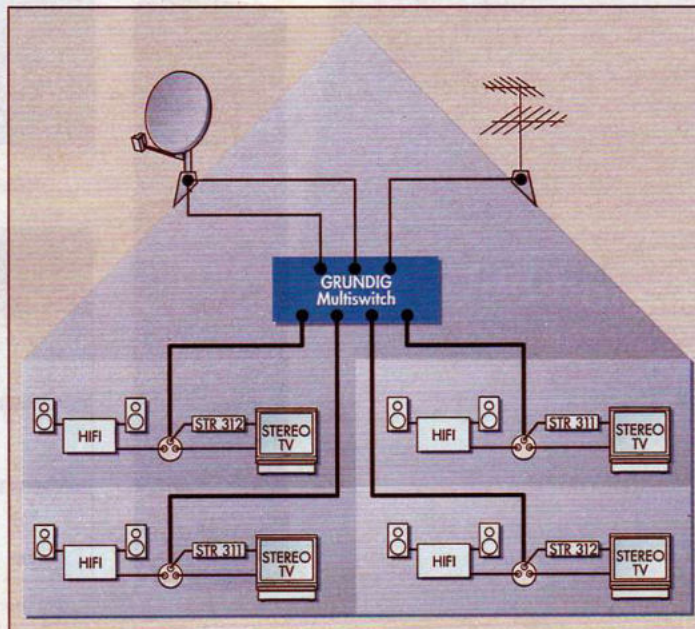 GRUNDIG
Multiswitch
HIFI
STR 312
STEREO
TV
HIFI
STR 311
STEREO
TV
HIFI
STR 311
STEREO
TV
HIFI
STR 312
STEREO
TV